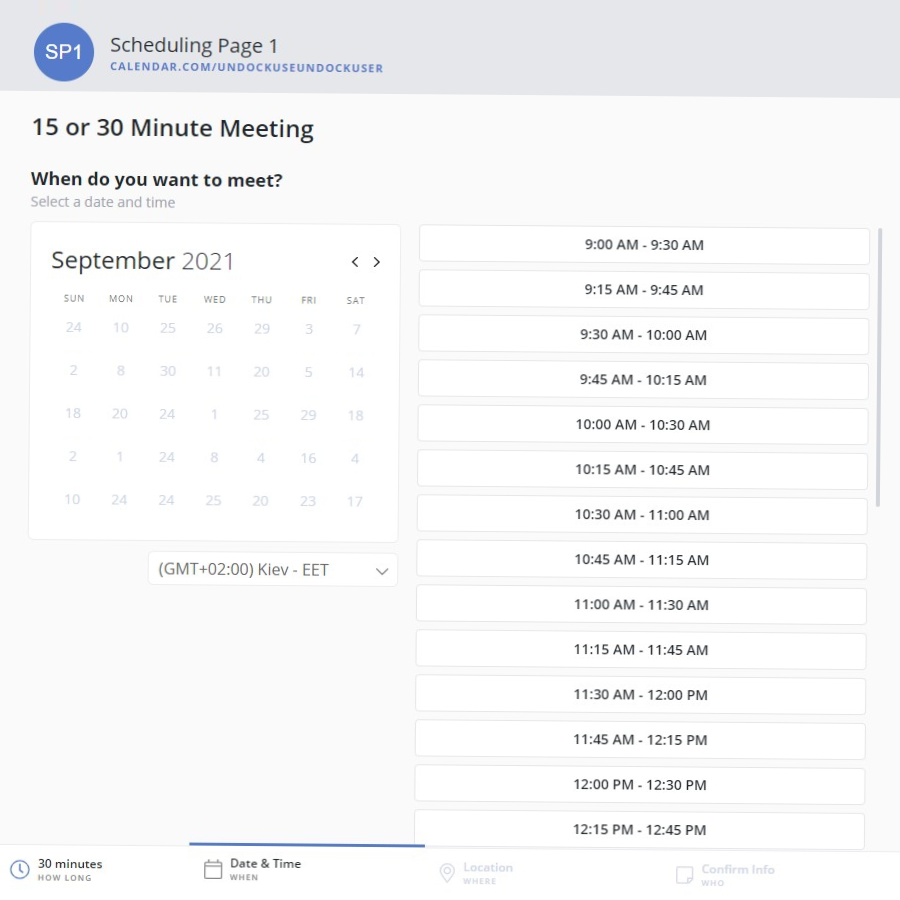 SP1
Scheduling Page 1
CALENDAR.COM/UNDOCKUSEUNDOCKUSER
15 or 30 Minute Meeting
When do you want to meet?
Select a date and time
September 2021
SUN MON TUE WED THU FRI SAT
24 10 25 26 29 3 7
2 8 30 11 20 5 14
18 20 24 1 25 29 18
2 1 24 8 4 16 4
10 24 24 25 20 23 17
(GMT+02:00) Kiev - EET
9:00 AM - 9:30 AM
9:15 AM - 9:45 AM
9:30 AM - 10:00 AM
9:45 AM - 10:15 AM
10:00 AM - 10:30 AM
10:15 AM - 10:45 AM
10:30 AM - 11:00 AM
10:45 AM - 11:15 AM
11:00 AM - 11:30 AM
11:15 AM - 11:45 AM
11:30 AM - 12:00 PM
11:45 AM - 12:15 PM
12:00 PM - 12:30 PM
12:15 PM - 12:45 PM
30 minutes
HOW LONG
Date & Time
WHEN
Location
WHERE
Confirm Info
WHO